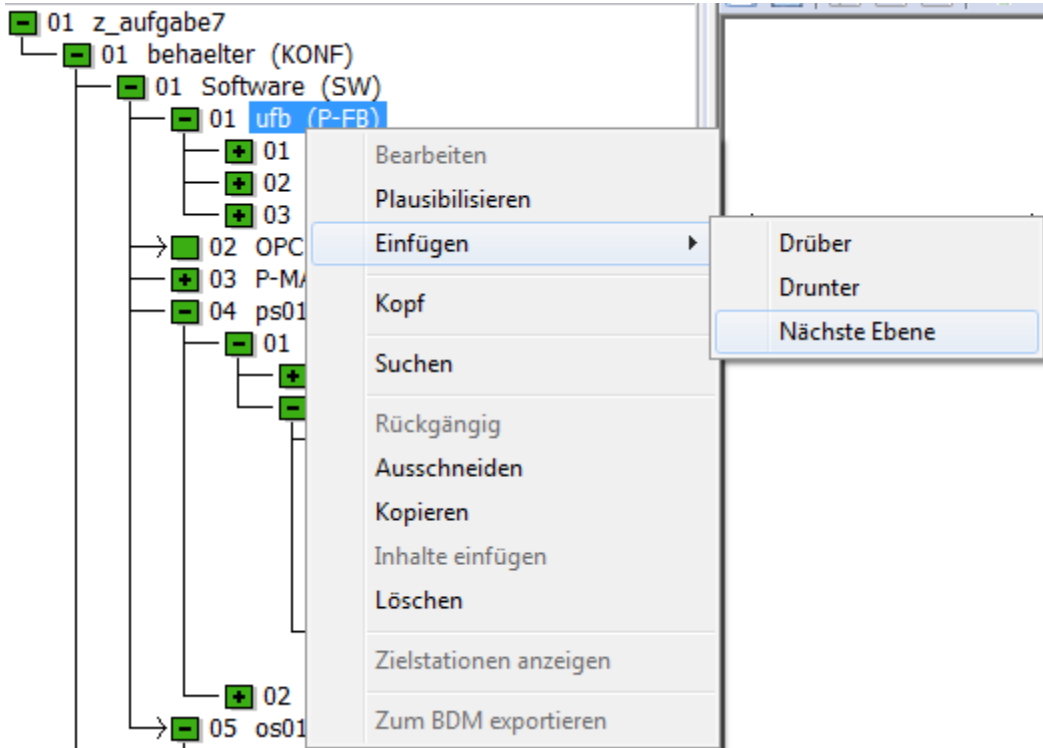 01 z_aufgabe7
01 behaelter (KONF)
01 Software (SW)
01 ufb (P-FB)
01
02
03
02 OPC
03 P-MA
04 ps01
01
02
05 os01
Bearbeiten
Plausibilisieren
Einfügen
Kopf
Suchen
Rückgängig
Ausschneiden
Kopieren
Inhalte einfügen
Löschen
Zielstationen anzeigen
Zum BDM exportieren
Drüber
Drunter
Nächste Ebene